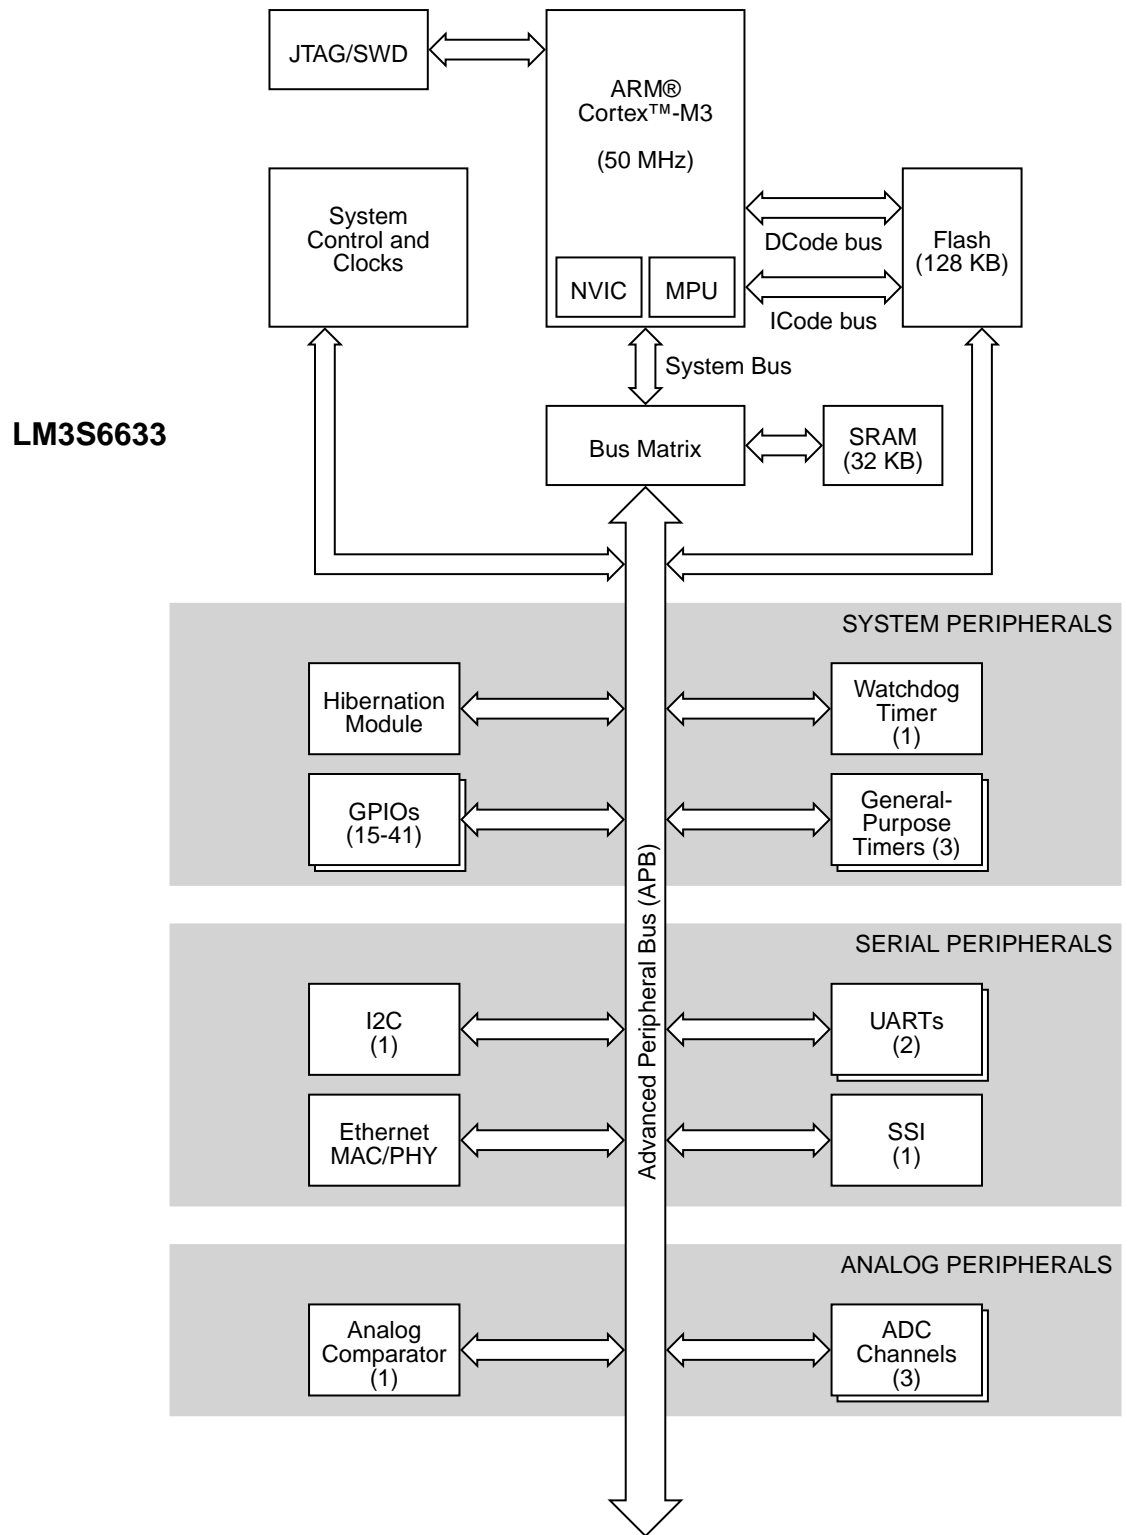 JTAG/SWD
ARM®
Cortex™-M3
(50 MHz)
System
Control and
Clocks
DCode bus
Flash
(128 KB)
NVIC
MPU
ICode bus
System Bus
LM3S6633
Bus Matrix
SRAM
(32 KB)
SYSTEM PERIPHERALS
Hibernation
Module
Watchdog
Timer
(1)
GPIOs
(15-41)
General-
Purpose
Timers (3)
Advanced Peripheral Bus (APB)
SERIAL PERIPHERALS
I2C
(1)
UARTs
(2)
Ethernet
MAC/PHY
SSI
(1)
ANALOG PERIPHERALS
Analog
Comparator
(1)
ADC
Channels
(3)